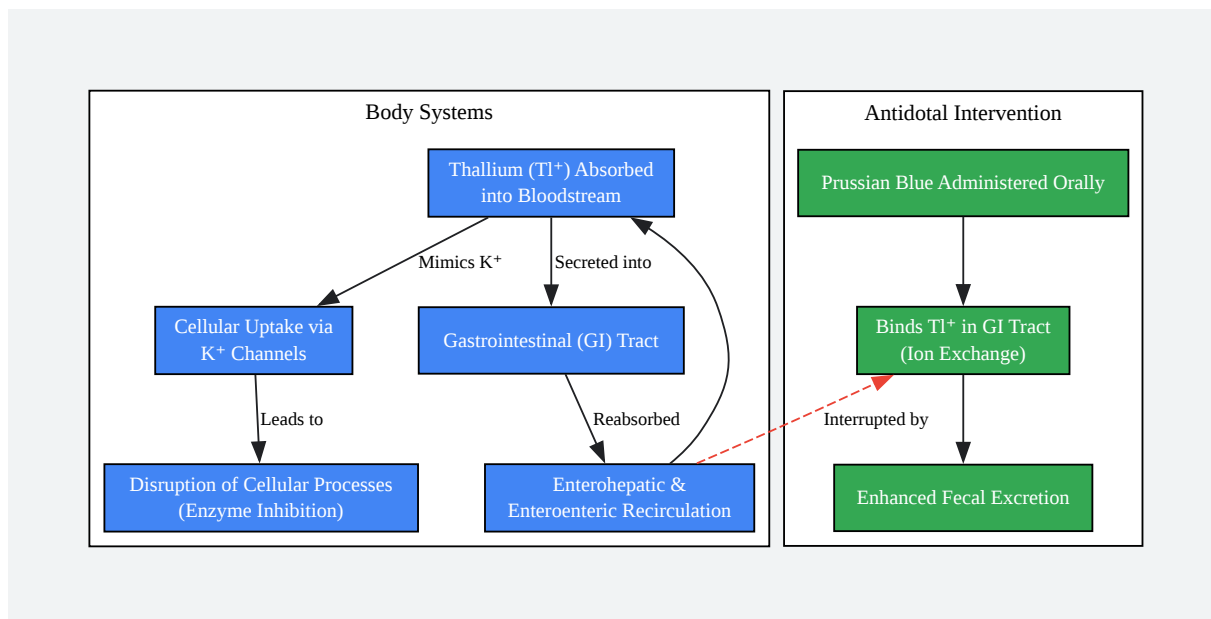 Body Systems
Thallium (Tl⁺) Absorbed
into Bloodstream
Mimics K⁺
Secreted into
Cellular Uptake via
K⁺ Channels
Gastrointestinal (GI) Tract
Leads to
Reabsorbed
Disruption of Cellular Processes
(Enzyme Inhibition)
Enterohepatic &
Enteroenteric Recirculation
Interrupted by
Antidotal Intervention
Prussian Blue Administered Orally
Binds Tl⁺ in GI Tract
(Ion Exchange)
Enhanced Fecal Excretion